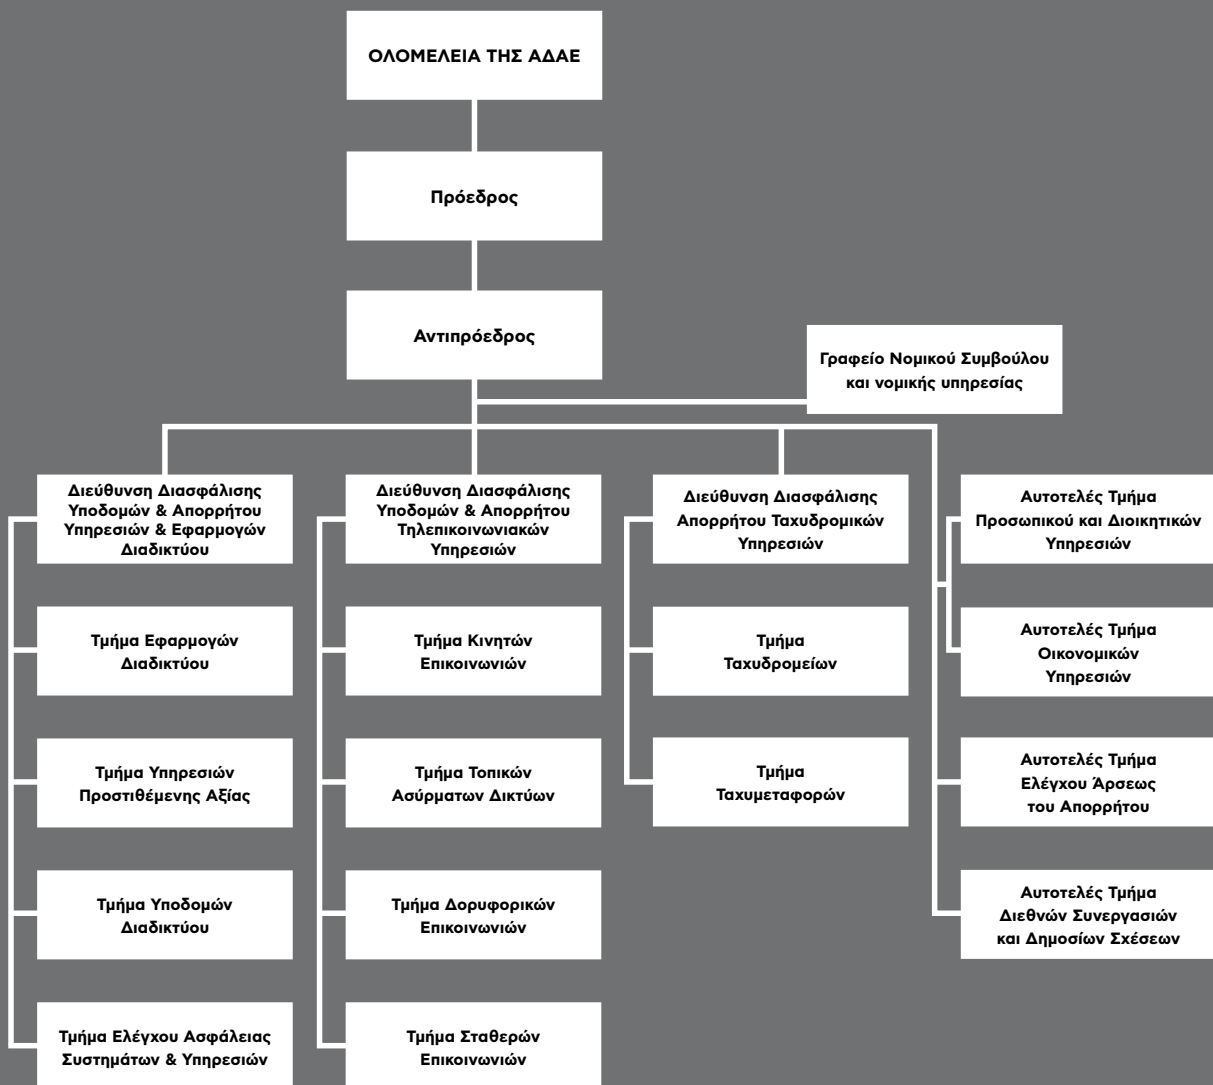 ΟΛΟΜΕΛΕΙΑ ΤΗΣ ΑΔΑΕ
Πρόεδρος
Αντιπρόεδρος
Γραφείο Νομικού Συμβούλου
και νομικής υπηρεσίας
Διεύθυνση Διασφάλισης
Υποδομών & Απορρήτου
Υπηρεσιών & Εφαρμογών
Διαδικτύου
Τμήμα Εφαρμογών
Διαδικτύου
Τμήμα Υπηρεσιών
Προστιθέμενης Αξίας
Τμήμα Υποδομών
Διαδικτύου
Τμήμα Ελέγχου Ασφάλειας
Συστημάτων & Υπηρεσιών
Διεύθυνση Διασφάλισης
Υποδομών & Απορρήτου
Τηλεπικοινωνιακών
Υπηρεσιών
Τμήμα Κινητών
Επικοινωνιών
Τμήμα Τοπικών
Ασύρματων Δικτύων
Τμήμα Δορυφορικών
Επικοινωνιών
Τμήμα Σταθερών
Επικοινωνιών
Διεύθυνση Διασφάλισης
Απορρήτου Ταχυδρομικών
Υπηρεσιών
Τμήμα
Ταχυδρομείων
Τμήμα
Ταχυμεταφορών
Αυτοτελές Τμήμα
Προσωπικού και Διοικητικών
Υπηρεσιών
Αυτοτελές Τμήμα
Οικονομικών
Υπηρεσιών
Αυτοτελές Τμήμα
Ελέγχου Άρσεως
του Απορρήτου
Αυτοτελές Τμήμα
Διεθνών Συνεργασιών
και Δημοσίων Σχέσεων